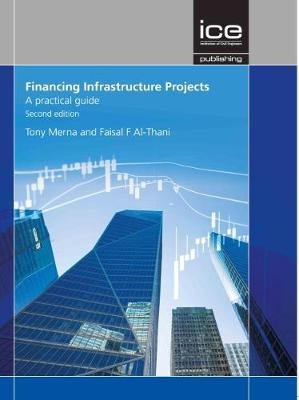 ice
Institution of Civil Engineers
publishing
Financing Infrastructure Projects
A practical guide
Second edition
Tony Merna and Faisal F Al-Thani